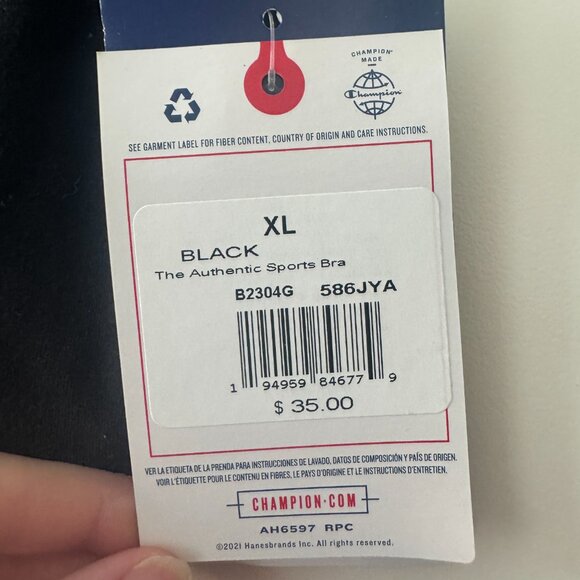 CHAMPION
MADE
Champion
SEE GARMENT LABEL FOR FIBER CONTENT, COUNTRY OF ORIGIN AND CARE INSTRUCTIONS.
XL
BLACK
The Authentic Sports Bra
B2304G 586JYA
1 94959 84677 9
$ 35.00
VER LA ETIQUETA DE LA PRENDA PARA INSTRUCCIONES DE LAVADO, DATOS DE COMPOSICIÓN Y PAÍS DE ORIGEN.
VOIR L'ÉTIQUETTE POUR LE CONTENU EN FIBRES, LE PAYS D'ORIGINE ET LE INSTRUCTIONS D'ENTRETIEN.
CHAMPION·COM
AH6597 RPC
©2021 Hanesbrands Inc. All rights reserved.